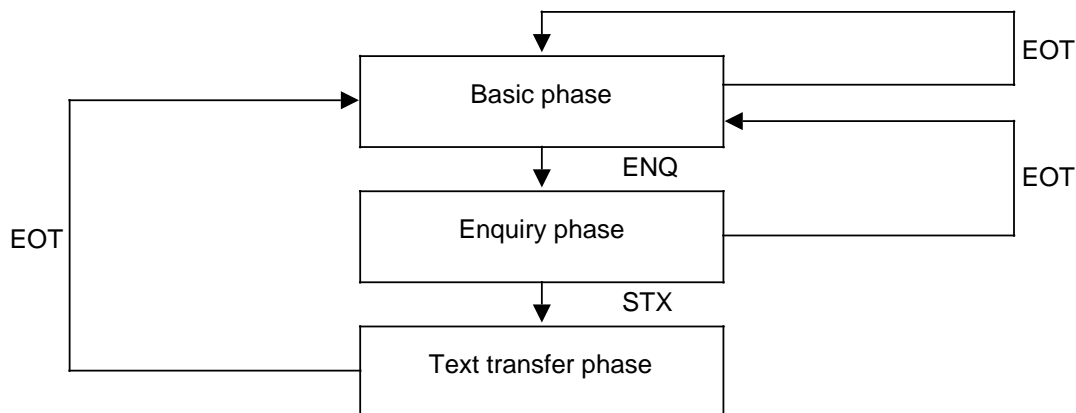 EOT
Basic phase
ENQ
EOT
Enquiry phase
EOT
STX
Text transfer phase